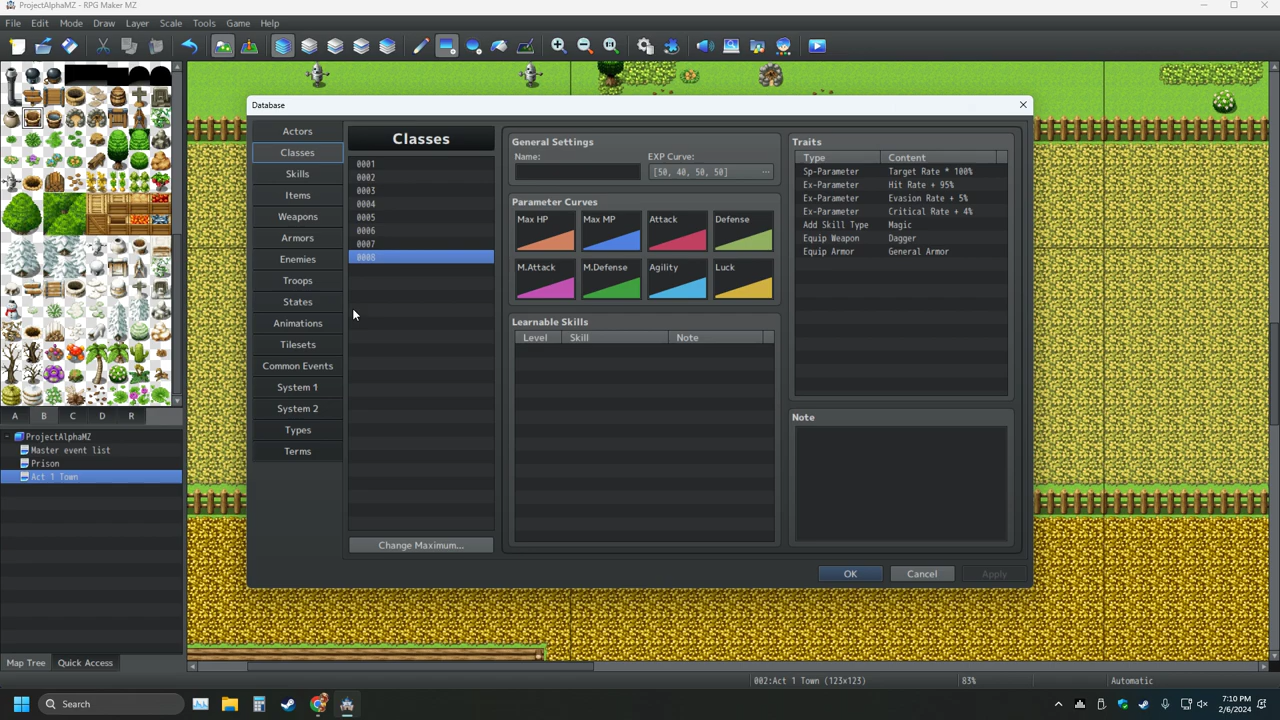 ProjectAlphaMZ - RPG Maker MZ
File Edit Mode Draw Layer Scale Tools Game Help
Database
Actors
Classes
Skills
Items
Weapons
Armors
Enemies
Troops
States
Animations
Tilesets
Common Events
System 1
System 2
Types
Terms
Classes
0001
0002
0003
0004
0005
0006
0007
0008
Change Maximum...
General Settings
Name: EXP Curve:
[50, 40, 50, 50] ...
Parameter Curves
Max HP Max MP Attack Defense
M.Attack M.Defense Agility Luck
Learnable Skills
Level Skill Note
Traits
Type Content
Sp-Parameter Target Rate * 100%
Ex-Parameter Hit Rate + 95%
Ex-Parameter Evasion Rate + 5%
Ex-Parameter Critical Rate + 4%
Add Skill Type Magic
Equip Weapon Dagger
Equip Armor General Armor
Note
OK Cancel Apply
A B C D R
ProjectAlphaMZ
Master event list
Prison
Act 1 Town
Map Tree Quick Access
002:Act 1 Town (123x123) 83% Automatic
Search
7:10 PM
2/6/2024